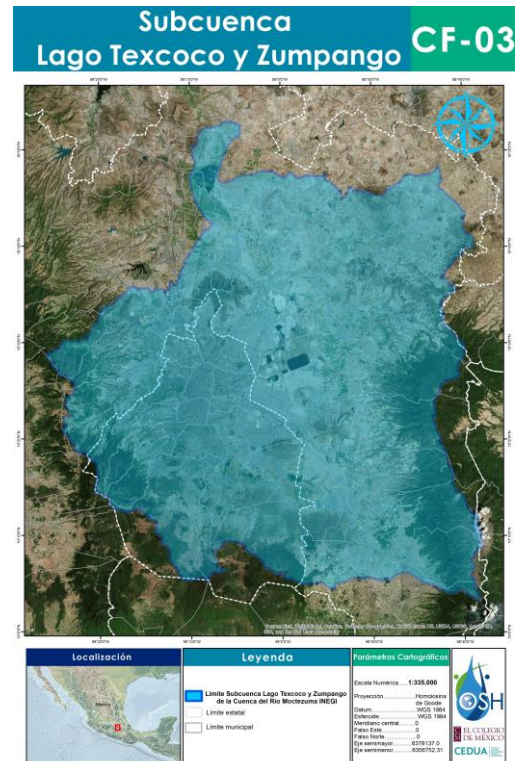 Subcuenca
Lago Texcoco y Zumpango
CF-03
Localización
México
Leyenda
Límite Subcuenca Lago Texcoco y Zumpango
de la Cuenca del Río Moctezuma INEGI
Límite estatal
Límite municipal
Parámetros Cartográficos
Escala Numérica.....1:335,000
Proyección.............Homolosine
de Goode
Datum....................WGS 1984
Esferoide................WGS 1984
Meridiano central......0
Falso Este...............0
Falso Norte..............0
Eje semimayor..........6378137.0
Eje semimenor..........6356752.31
OSH
EL COLEGIO
DE MÉXICO
CEDUA